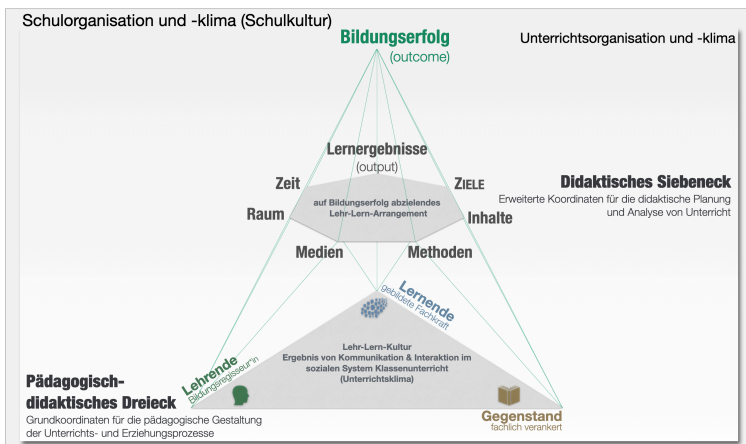 Schulorganisation und -klima (Schulkultur)
Bildungserfolg
(outcome)
Unterrichtsorganisation und -klima
Lernergebnisse
(output)
Zeit
ZIELE
Raum
Inhalte
auf Bildungserfolg abzielendes
Lehr-Lern-Arrangement
Medien
Methoden
Didaktisches Siebeneck
Erweiterte Koordinaten für die didaktische Planung
und Analyse von Unterricht
Lernende
gebildete Fachkraft
Lehr-Lern-Kultur
Ergebnis von Kommunikation & Interaktion im
sozialen System Klassenunterricht
(Unterrichtsklima)
Lehrende
Bildungsregisseur*in
Pädagogisch-
didaktisches Dreieck
Grundkoordinaten für die pädagogische Gestaltung
der Unterrichts- und Erziehungsprozesse
Gegenstand
fachlich verankert